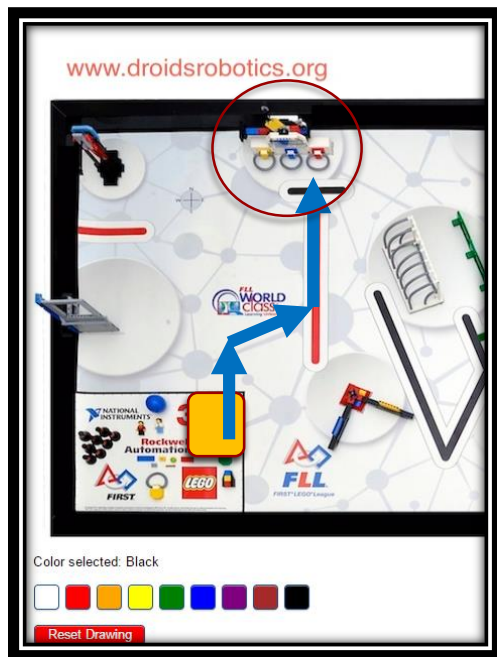 www.droidsrobotics.org
FLL
WORLD
CLASS
NATIONAL
INSTRUMENTS
Rockwell
Automation
FIRST
LEGO
FLL
FIRST LEGO League
Color selected: Black
Reset Drawing